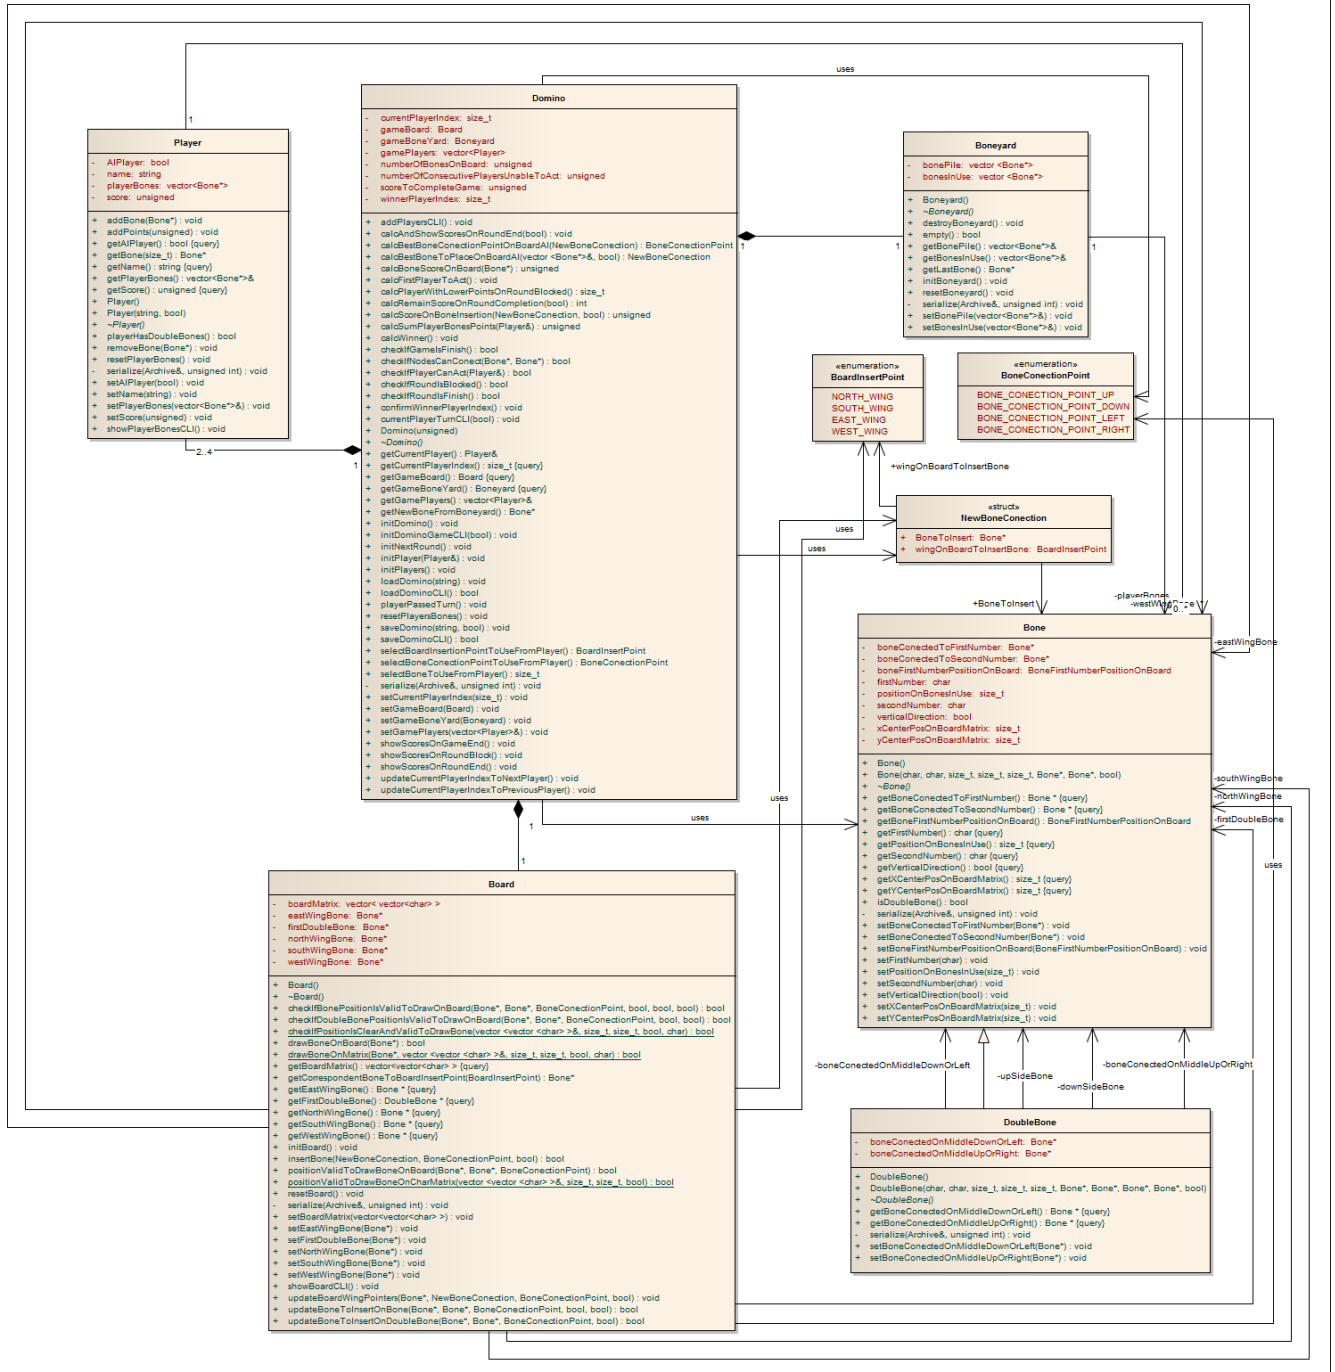 uses
Domino
- currentPlayerIndex: size_t
- gameBoard: Board
- gameBoneYard: Boneyard
- gamePlayers: vector<Player>
- numberOfBonesOnBoard: unsigned
- numberOfConsecutivePlayersUnableToAct: unsigned
- scoreToCompleteGame: unsigned
- winnerPlayerIndex: size_t
+ addPlayersCLI() : void
+ calcAndShowScoresOnRoundEnd(bool) : void
+ calcBestBoneConectionPointOnBoardAI(NewBoneConection) : BoneConectionPoint
+ calcBestBoneToPlaceOnBoardAI(vector <Bone*>&, bool) : NewBoneConection
+ calcBoneScoreOnBoard(Bone*) : unsigned
+ calcFirstPlayerToAct() : void
+ calcPlayerWithLowerPointsOnRoundBlocked() : size_t
+ calcRemainScoreOnRoundCompletion(bool) : int
+ calcScoreOnBoneInsertion(NewBoneConection, bool) : unsigned
+ calcSumPlayerBonesPoints(Player&) : unsigned
+ calcWinner() : void
+ checkIfGameIsFinish() : bool
+ checkIfNodesCanConect(Bone*, Bone*) : bool
+ checkIfPlayerCanAct(Player&) : bool
+ checkIfRoundIsBlocked() : bool
+ checkIfRoundIsFinish() : bool
+ confirmWinnerPlayerIndex() : void
+ currentPlayerTurnCLI(bool) : void
+ Domino(unsigned)
+ ~Domino()
+ getCurrentPlayer() : Player&
+ getCurrentPlayerIndex() : size_t {query}
+ getGameBoard() : Board {query}
+ getGameBoneYard() : Boneyard {query}
+ getGamePlayers() : vector<Player>&
+ getNewBoneFromBoneyard() : Bone*
+ initDomino() : void
+ initDominoGameCLI(bool) : void
+ initNextRound() : void
+ initPlayer(Player&) : void
+ initPlayers() : void
+ loadDomino(string) : void
+ loadDominoCLI() : bool
+ playerPassedTurn() : void
+ resetPlayersBones() : void
+ saveDomino(string, bool) : void
+ saveDominoCLI() : bool
+ selectBoardInsertionPointToUseFromPlayer() : BoardInsertPoint
+ selectBoneConectionPointToUseFromPlayer() : BoneConectionPoint
+ selectBoneToUseFromPlayer() : size_t
- serialize(Archive&, unsigned int) : void
+ setCurrentPlayerIndex(size_t) : void
+ setGameBoard(Board) : void
+ setGameBoneYard(Boneyard) : void
+ setGamePlayers(vector<Player>&) : void
+ showScoresOnGameEnd() : void
+ showScoresOnRoundBlock() : void
+ showScoresOnRoundEnd() : void
+ updateCurrentPlayerIndexToNextPlayer() : void
+ updateCurrentPlayerIndexToPreviousPlayer() : void
1
Player
- AIPlayer: bool
- name: string
- playerBones: vector<Bone*>
- score: unsigned
+ addBone(Bone*) : void
+ addPoints(unsigned) : void
+ getAIPlayer() : bool {query}
+ getBone(size_t) : Bone*
+ getName() : string {query}
+ getPlayerBones() : vector<Bone*>&
+ getScore() : unsigned {query}
+ Player()
+ Player(string, bool)
+ ~Player()
+ playerHasDoubleBones() : bool
+ removeBone(Bone*) : void
+ resetPlayerBones() : void
- serialize(Archive&, unsigned int) : void
+ setAIPlayer(bool) : void
+ setName(string) : void
+ setPlayerBones(vector<Bone*>&) : void
+ setScore(unsigned) : void
+ showPlayerBonesCLI() : void
2..4
1
Boneyard
- bonePile: vector <Bone*>
- bonesInUse: vector <Bone*>
+ Boneyard()
+ ~Boneyard()
+ destroyBoneyard() : void
+ empty() : bool
+ getBonePile() : vector<Bone*>&
+ getBonesInUse() : vector<Bone*>&
+ getLastBone() : Bone*
+ initBoneyard() : void
+ resetBoneyard() : void
- serialize(Archive&, unsigned int) : void
+ setBonePile(vector<Bone*>&) : void
+ setBonesInUse(vector<Bone*>&) : void
1
1
1
«enumeration»
BoardInsertPoint
NORTH_WING
SOUTH_WING
EAST_WING
WEST_WING
«enumeration»
BoneConectionPoint
BONE_CONECTION_POINT_UP
BONE_CONECTION_POINT_DOWN
BONE_CONECTION_POINT_LEFT
BONE_CONECTION_POINT_RIGHT
+wingOnBoardToInsertBone
«struct»
NewBoneConection
+ BoneToInsert: Bone*
+ wingOnBoardToInsertBone: BoardInsertPoint
uses
uses
+BoneToInsert
-playerBones
0..*
-eastWingBone
Bone
- boneConectedToFirstNumber: Bone*
- boneConectedToSecondNumber: Bone*
- boneFirstNumberPositionOnBoard: BoneFirstNumberPositionOnBoard
- firstNumber: char
- positionOnBonesInUse: size_t
- secondNumber: char
- verticalDirection: bool
- xCenterPosOnBoardMatrix: size_t
- yCenterPosOnBoardMatrix: size_t
+ Bone()
+ Bone(char, char, size_t, size_t, size_t, Bone*, Bone*, bool)
+ ~Bone()
+ getBoneConectedToFirstNumber() : Bone * {query}
+ getBoneConectedToSecondNumber() : Bone * {query}
+ getBoneFirstNumberPositionOnBoard() : BoneFirstNumberPositionOnBoard
+ getFirstNumber() : char {query}
+ getPositionOnBonesInUse() : size_t {query}
+ getSecondNumber() : char {query}
+ getVerticalDirection() : bool {query}
+ getXCenterPosOnBoardMatrix() : size_t {query}
+ getYCenterPosOnBoardMatrix() : size_t {query}
+ isDoubleBone() : bool
- serialize(Archive&, unsigned int) : void
+ setBoneConectedToFirstNumber(Bone*) : void
+ setBoneConectedToSecondNumber(Bone*) : void
+ setBoneFirstNumberPositionOnBoard(BoneFirstNumberPositionOnBoard) : void
+ setFirstNumber(char) : void
+ setPositionOnBonesInUse(size_t) : void
+ setSecondNumber(char) : void
+ setVerticalDirection(bool) : void
+ setXCenterPosOnBoardMatrix(size_t) : void
+ setYCenterPosOnBoardMatrix(size_t) : void
-southWingBone
-northWingBone
-firstDoubleBone
uses
uses
uses
1
1
Board
- boardMatrix: vector< vector<char> >
- eastWingBone: Bone*
- firstDoubleBone: Bone*
- northWingBone: Bone*
- southWingBone: Bone*
- westWingBone: Bone*
+ Board()
+ ~Board()
+ checkIfBonePositionIsValidToDrawOnBoard(Bone*, Bone*, BoneConectionPoint, bool, bool, bool) : bool
+ checkIfDoubleBonePositionIsValidToDrawOnBoard(Bone*, Bone*, BoneConectionPoint, bool, bool) : bool
+ checkIfPositionIsClearAndValidToDrawBone(vector <vector <char> >&, size_t, size_t, bool, char) : bool
+ drawBoneOnBoard(Bone*) : bool
+ drawBoneOnMatrix(Bone*, vector <vector <char> >&, size_t, size_t, bool, char) : bool
+ getBoardMatrix() : vector<vector<char> > {query}
+ getCorrespondentBoneToBoardInsertPoint(BoardInsertPoint) : Bone*
+ getEastWingBone() : Bone * {query}
+ getFirstDoubleBone() : DoubleBone * {query}
+ getNorthWingBone() : Bone * {query}
+ getSouthWingBone() : Bone * {query}
+ getWestWingBone() : Bone * {query}
+ initBoard() : void
+ insertBone(NewBoneConection, BoneConectionPoint, bool) : bool
+ positionValidToDrawBoneOnBoard(Bone*, Bone*, BoneConectionPoint) : bool
+ positionValidToDrawBoneOnCharMatrix(vector <vector <char> >&, size_t, size_t, bool) : bool
+ resetBoard() : void
- serialize(Archive&, unsigned int) : void
+ setBoardMatrix(vector<vector<char> >) : void
+ setEastWingBone(Bone*) : void
+ setFirstDoubleBone(Bone*) : void
+ setNorthWingBone(Bone*) : void
+ setSouthWingBone(Bone*) : void
+ setWestWingBone(Bone*) : void
+ showBoardCLI() : void
+ updateBoardWingPointers(Bone*, NewBoneConection, BoneConectionPoint, bool) : void
+ updateBoneToInsertOnBone(Bone*, Bone*, BoneConectionPoint, bool, bool) : bool
+ updateBoneToInsertOnDoubleBone(Bone*, Bone*, BoneConectionPoint, bool) : bool
-boneConectedOnMiddleDownOrLeft
-upSideBone
-downSideBone
-boneConectedOnMiddleUpOrRight
DoubleBone
- boneConectedOnMiddleDownOrLeft: Bone*
- boneConectedOnMiddleUpOrRight: Bone*
+ DoubleBone()
+ DoubleBone(char, char, size_t, size_t, size_t, Bone*, Bone*, Bone*, Bone*, bool)
+ ~DoubleBone()
+ getBoneConectedOnMiddleDownOrLeft() : Bone * {query}
+ getBoneConectedOnMiddleUpOrRight() : Bone * {query}
- serialize(Archive&, unsigned int) : void
+ setBoneConectedOnMiddleDownOrLeft(Bone*) : void
+ setBoneConectedOnMiddleUpOrRight(Bone*) : void